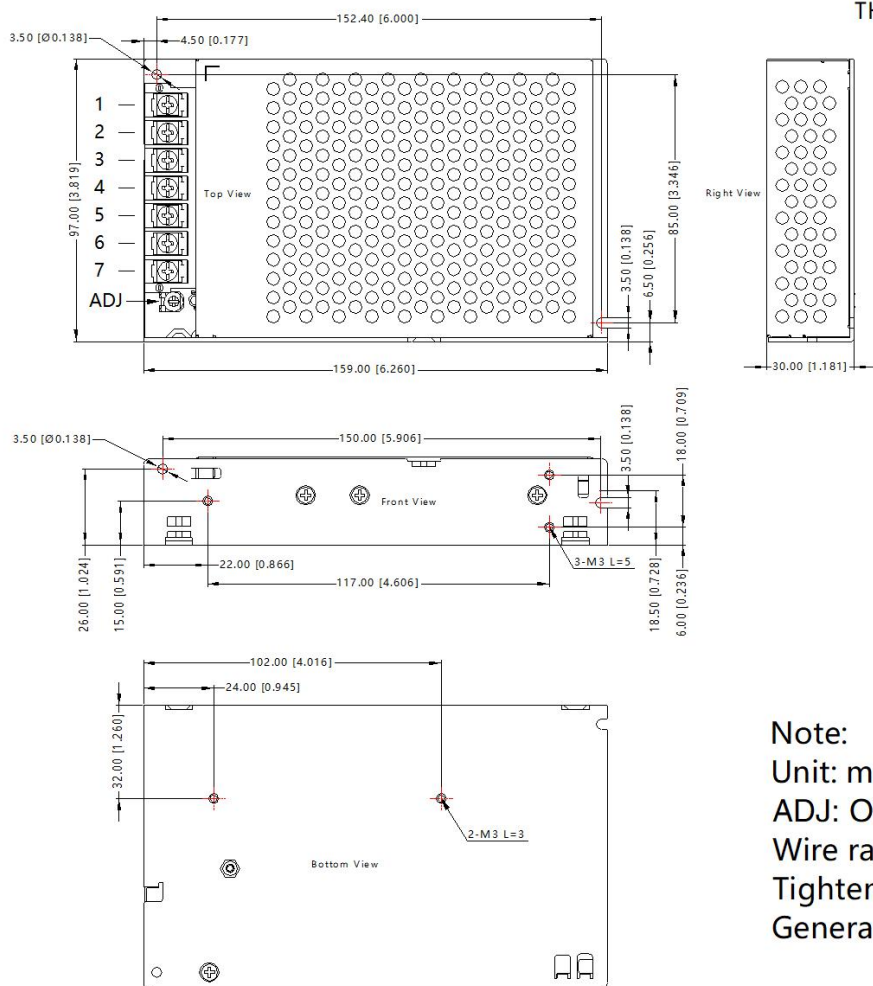 TH
152.40 [6.000]
3.50 [Ø0.138]
4.50 [0.177]
1
2
3
4
5
6
7
ADJ
97.00 [3.819]
Top View
3.50 [0.138]
6.50 [0.256]
85.00 [3.346]
159.00 [6.260]
Right View
30.00 [1.181]
3.50 [Ø0.138]
150.00 [5.906]
3.50 [0.138]
18.00 [0.709]
Front View
26.00 [1.024]
15.00 [0.591]
22.00 [0.866]
117.00 [4.606]
3-M3 L=5
18.50 [0.728]
6.00 [0.236]
102.00 [4.016]
24.00 [0.945]
32.00 [1.260]
2-M3 L=3
Bottom View
Note:
Unit: m
ADJ: O
Wire ra
Tighten
Genera